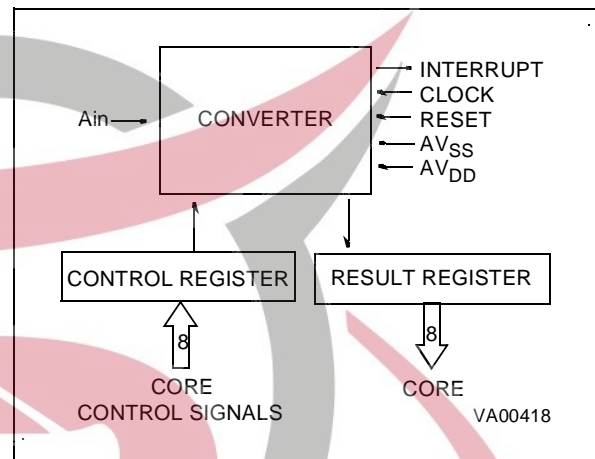 INTERRUPT
CLOCK
Ain
CONVERTER
RESET
AVSS
AVDD
CONTROL REGISTER
RESULT REGISTER
8
8
CORE
CONTROL SIGNALS
CORE
VA00418